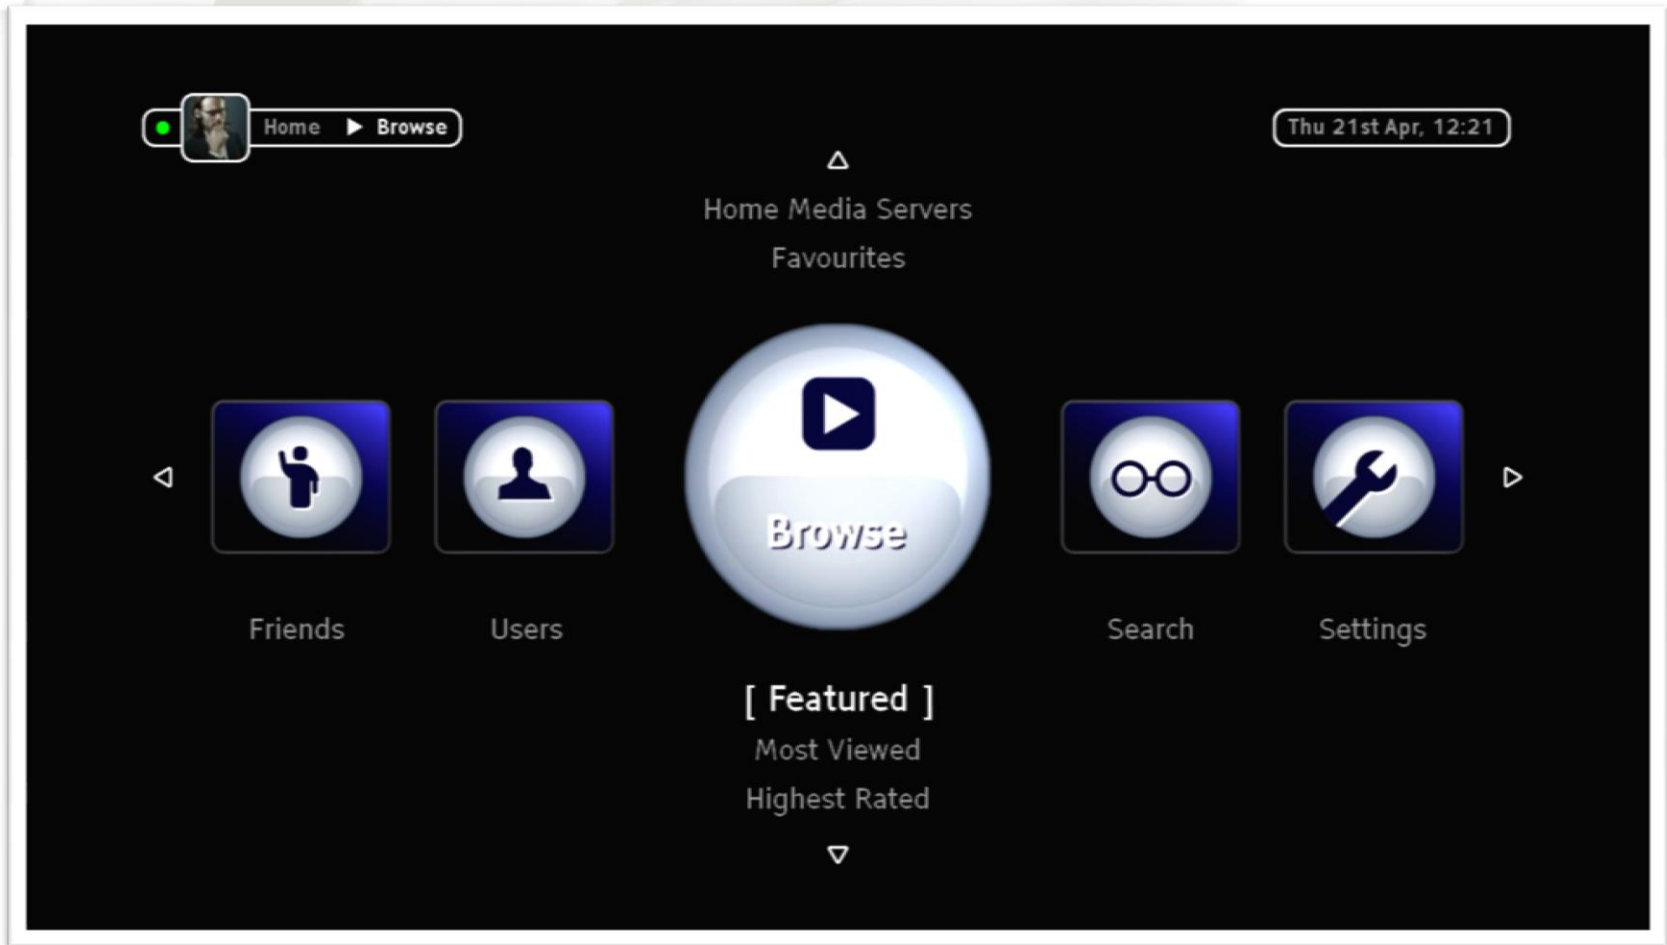 Home ▶ Browse
Thu 21st Apr, 12:21
Home Media Servers
Favourites
Browse
Friends
Users
Search
Settings
[ Featured ]
Most Viewed
Highest Rated